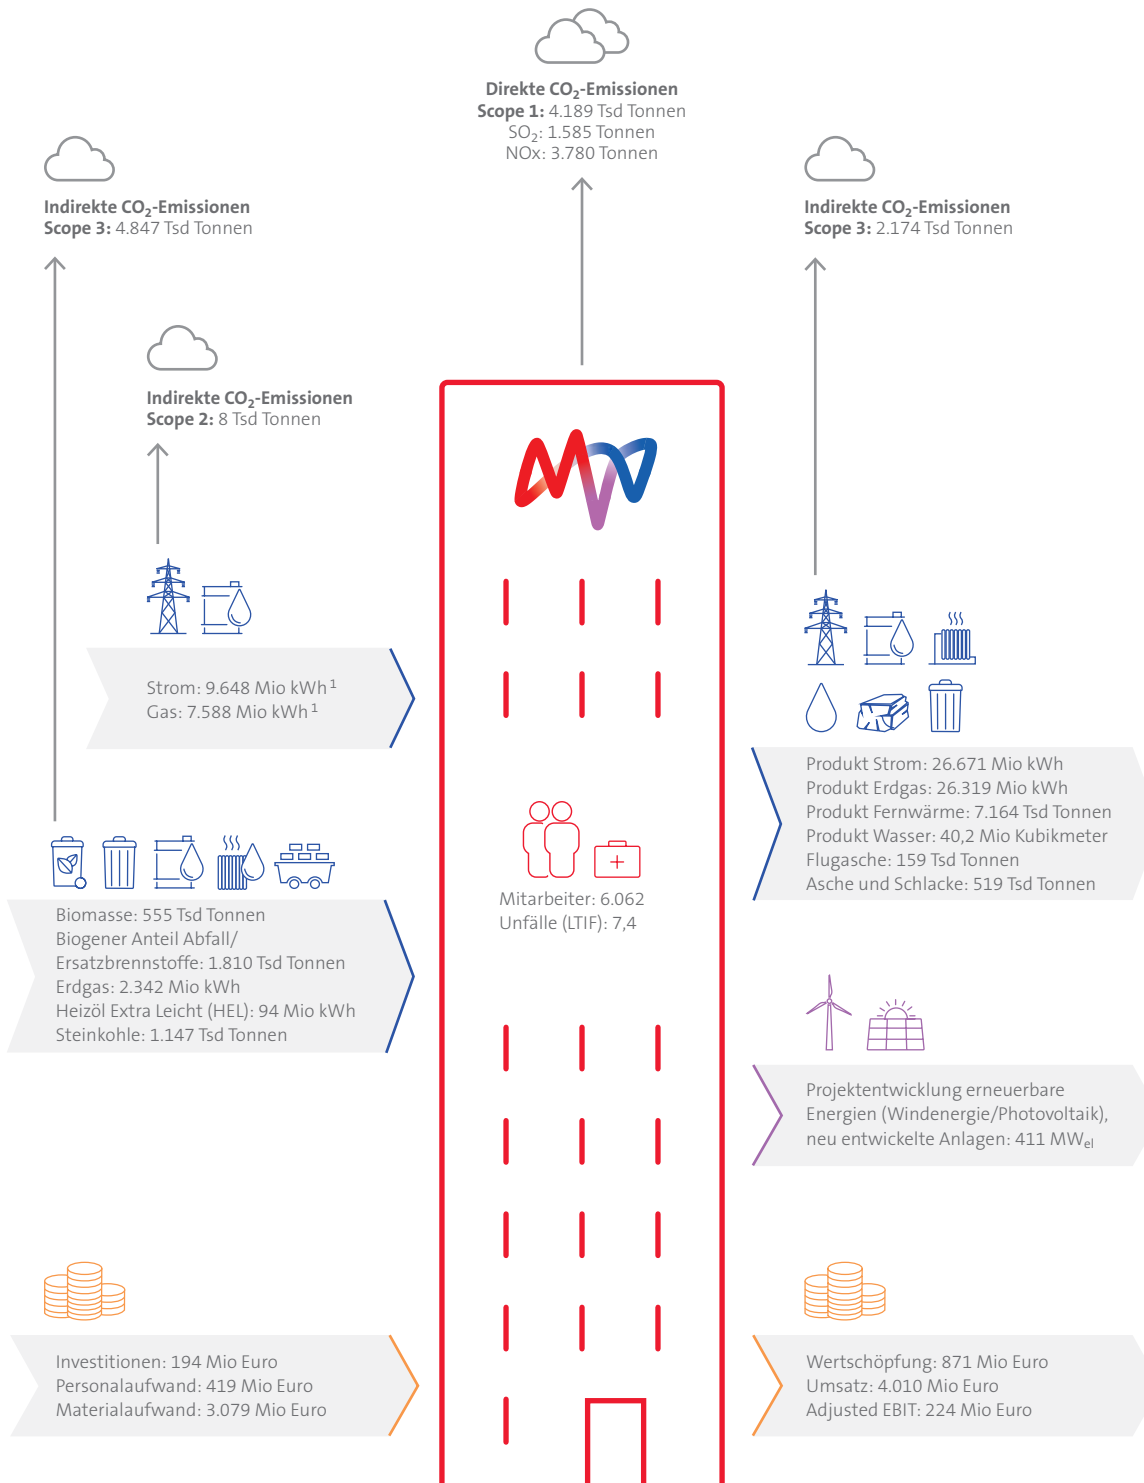 Direkte CO₂-Emissionen
Scope 1: 4.189 Tsd Tonnen
SO₂: 1.585 Tonnen
NOx: 3.780 Tonnen
Indirekte CO₂-Emissionen
Scope 3: 4.847 Tsd Tonnen
Indirekte CO₂-Emissionen
Scope 3: 2.174 Tsd Tonnen
Indirekte CO₂-Emissionen
Scope 2: 8 Tsd Tonnen
MVV
Strom: 9.648 Mio kWh¹
Gas: 7.588 Mio kWh¹
Produkt Strom: 26.671 Mio kWh
Produkt Erdgas: 26.319 Mio kWh
Produkt Fernwärme: 7.164 Tsd Tonnen
Produkt Wasser: 40,2 Mio Kubikmeter
Flugasche: 159 Tsd Tonnen
Asche und Schlacke: 519 Tsd Tonnen
Mitarbeiter: 6.062
Unfälle (LTIF): 7,4
Biomasse: 555 Tsd Tonnen
Biogener Anteil Abfall/
Ersatzbrennstoffe: 1.810 Tsd Tonnen
Erdgas: 2.342 Mio kWh
Heizöl Extra Leicht (HEL): 94 Mio kWh
Steinkohle: 1.147 Tsd Tonnen
Projektentwicklung erneuerbare
Energien (Windenergie/Photovoltaik),
neu entwickelte Anlagen: 411 MWel
Investitionen: 194 Mio Euro
Personalaufwand: 419 Mio Euro
Materialaufwand: 3.079 Mio Euro
Wertschöpfung: 871 Mio Euro
Umsatz: 4.010 Mio Euro
Adjusted EBIT: 224 Mio Euro